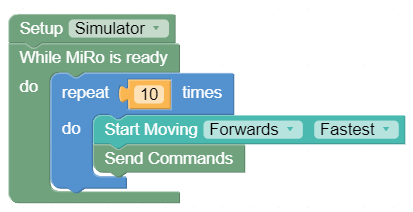 Setup Simulator
While MiRo is ready
do repeat 10 times
do Start Moving Forwards Fastest
Send Commands